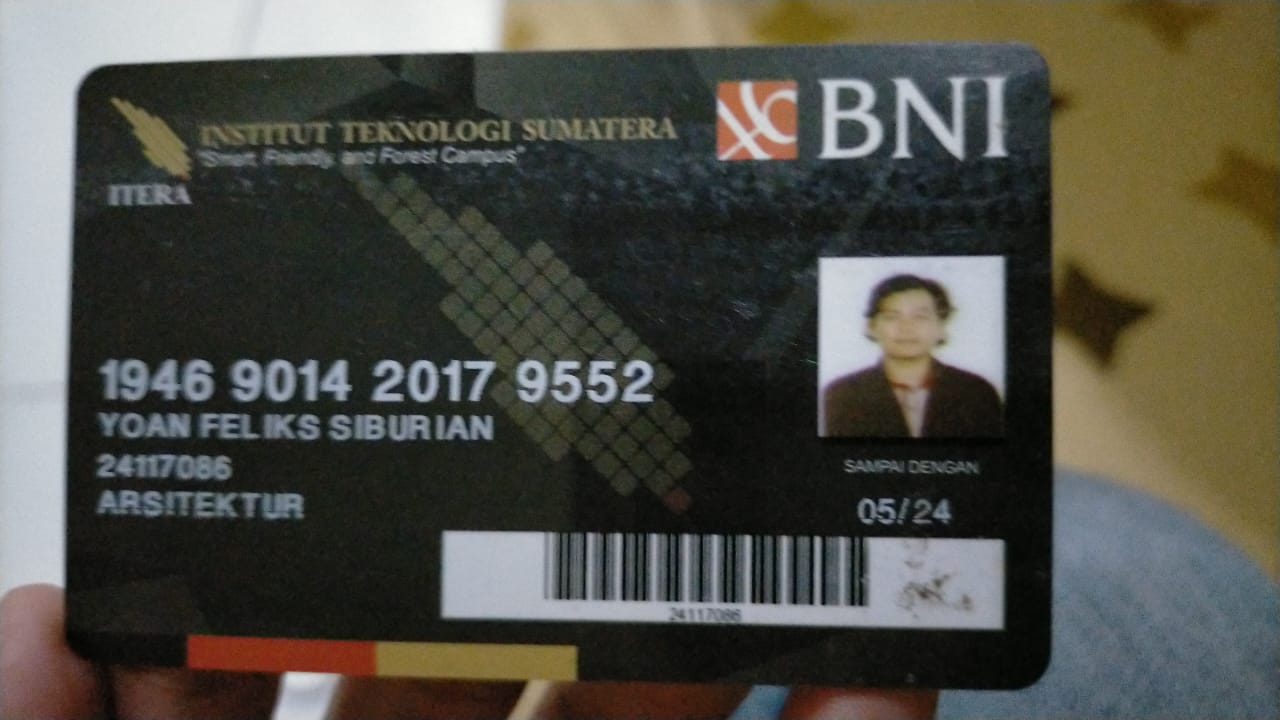 INSTITUT TEKNOLOGI SUMATERA
"Smart, Friendly, and Forest Campus"
ITERA
BNI
1946 9014 2017 9552
YOAN FELIKS SIBURIAN
24117086
ARSITEKTUR
SAMPAI DENGAN
05/24
24117086